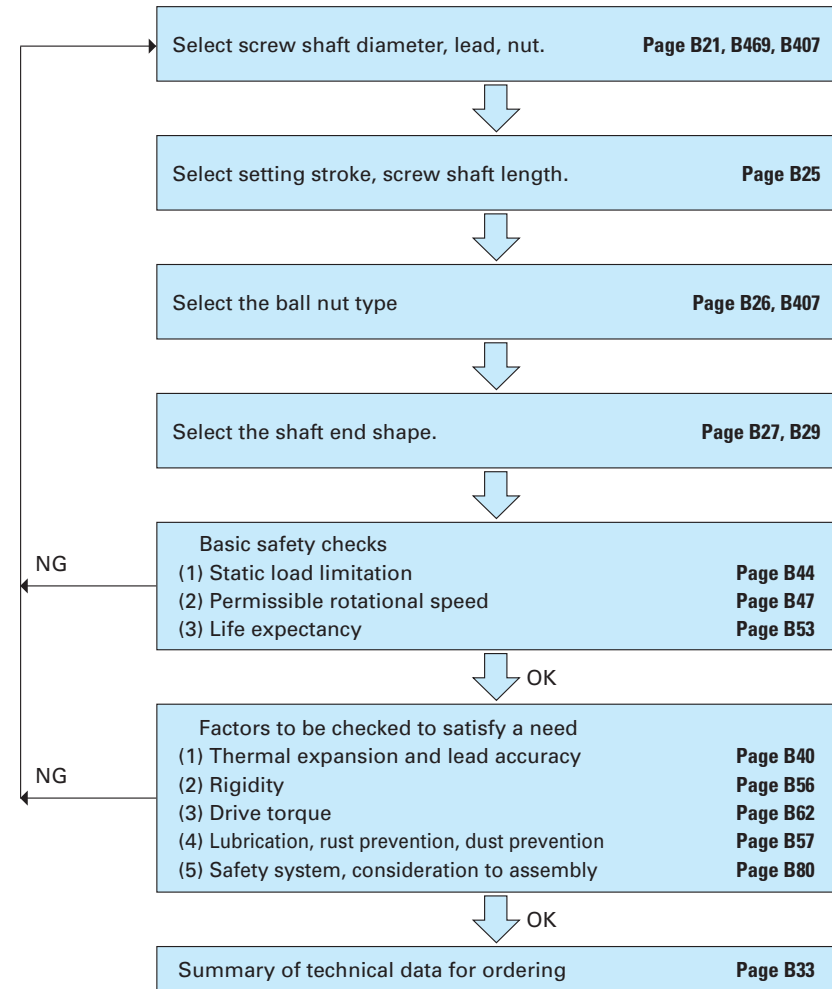 Select screw shaft diameter, lead, nut. Page B21, B469, B407
Select setting stroke, screw shaft length. Page B25
Select the ball nut type Page B26, B407
Select the shaft end shape. Page B27, B29
Basic safety checks
NG
(1) Static load limitation Page B44
(2) Permissible rotational speed Page B47
(3) Life expectancy Page B53
OK
Factors to be checked to satisfy a need
(1) Thermal expansion and lead accuracy Page B40
NG
(2) Rigidity Page B56
(3) Drive torque Page B62
(4) Lubrication, rust prevention, dust prevention Page B57
(5) Safety system, consideration to assembly Page B80
OK
Summary of technical data for ordering Page B33